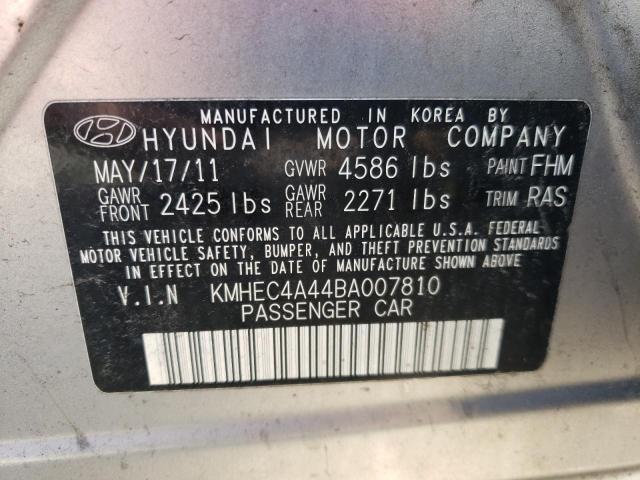 MANUFACTURED IN KOREA BY
HYUNDAI MOTOR COMPANY
MAY/17/11 GVWR 4586 lbs PAINT FHM
GAWR FRONT 2425 lbs GAWR REAR 2271 lbs TRIM RAS
THIS VEHICLE CONFORMS TO ALL APPLICABLE U.S.A. FEDERAL
MOTOR VEHICLE SAFETY, BUMPER, AND THEFT PREVENTION STANDARDS
IN EFFECT ON THE DATE OF MANUFACTURE SHOWN ABOVE
V.I.N KMHEC4A44BA007810
PASSENGER CAR